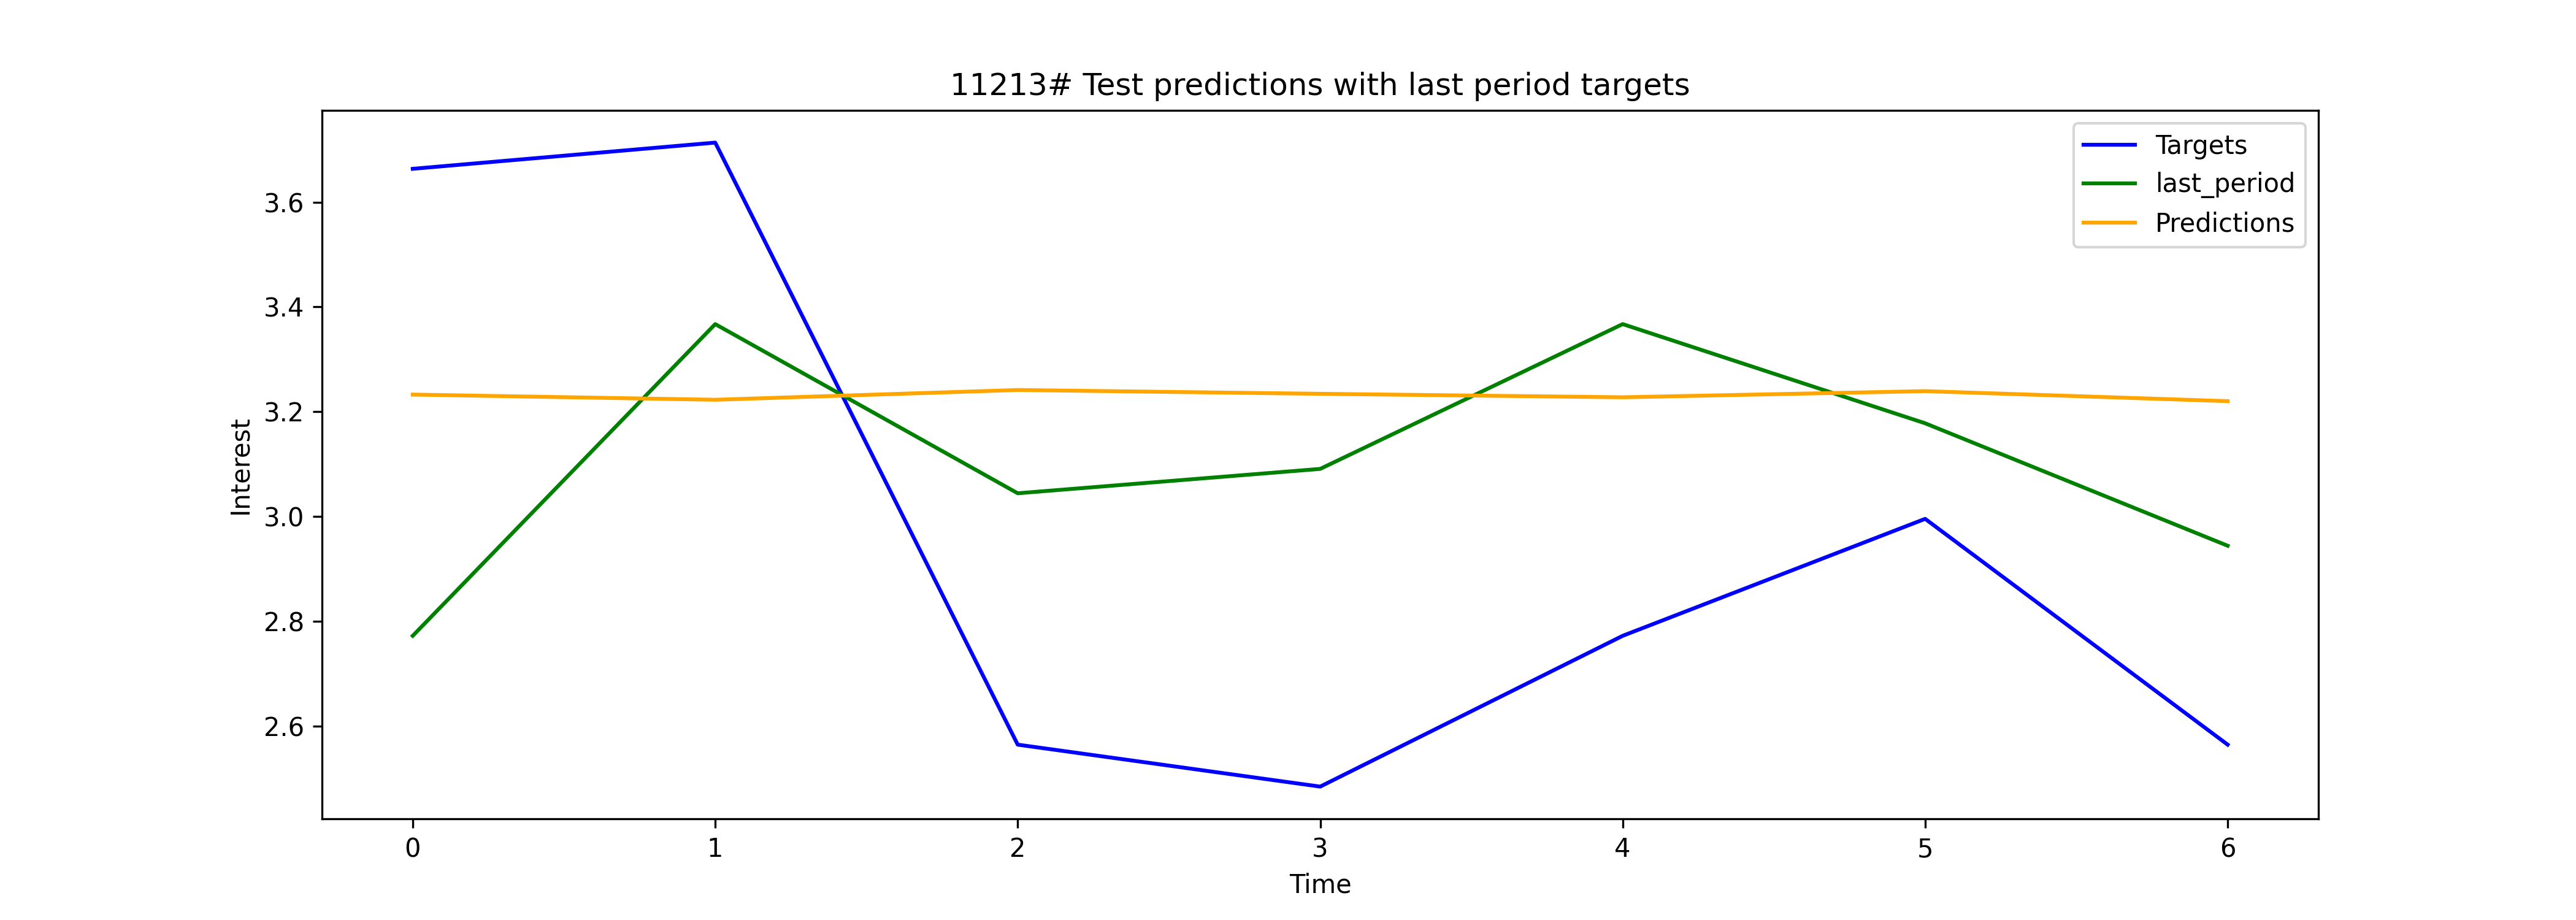 11213# Test predictions with last period targets
Targets
last_period
Predictions
3.6
3.4
3.2
3.0
2.8
2.6
Interest
0 1 2 3 4 5 6
Time